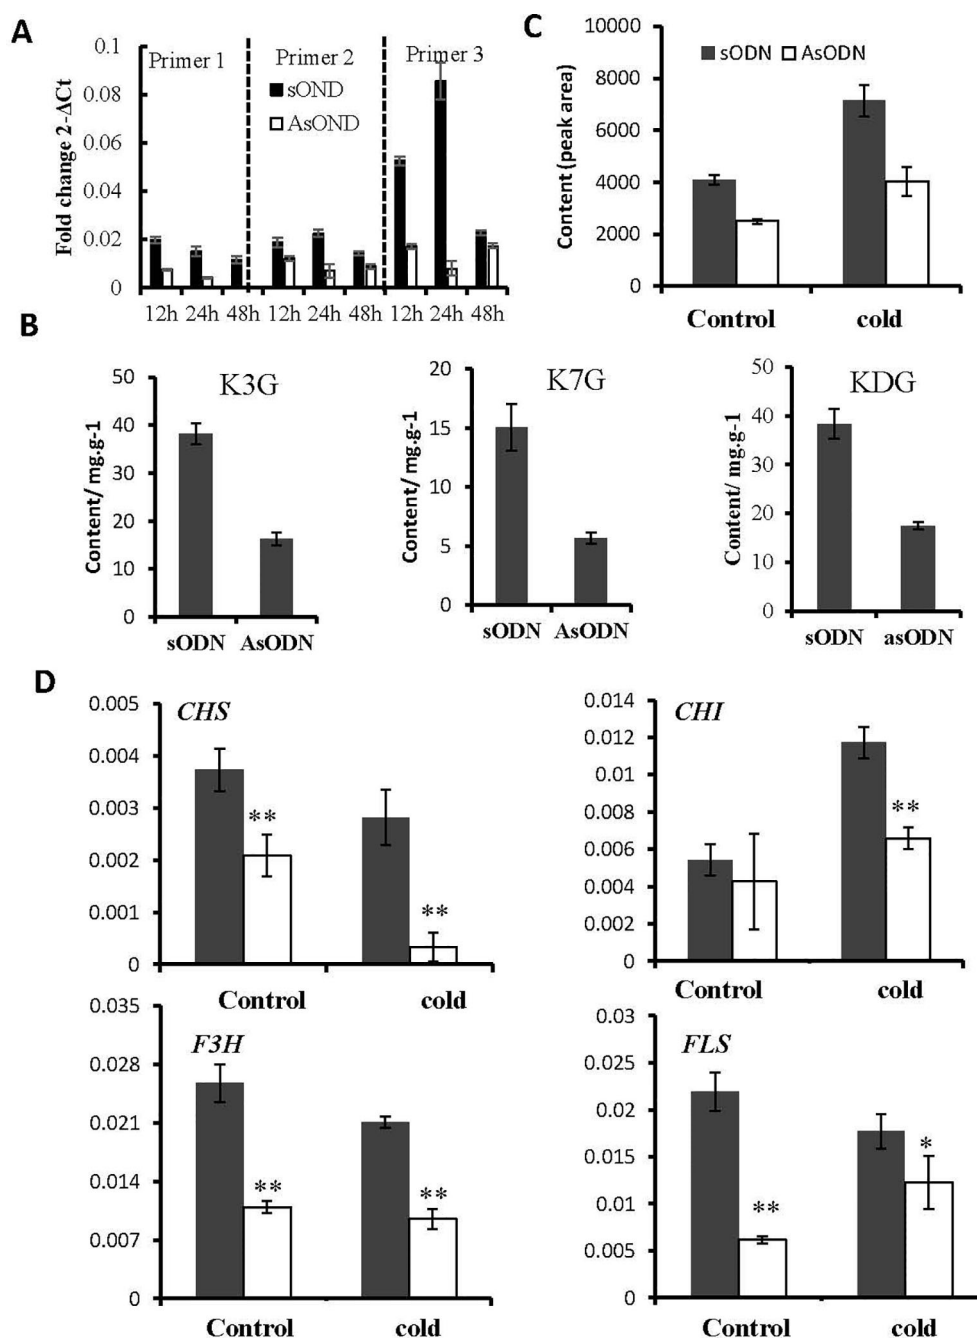 A
Fold change 2-ΔCt
0.1
0.08
0.06
0.04
0.02
0
Primer 1
Primer 2
Primer 3
sOND
AsOND
12h 24h 48h 12h 24h 48h 12h 24h 48h
C
Content (peak area)
10000
8000
6000
4000
2000
0
sODN AsODN
Control cold
B
K3G
Content/ mg.g-1
50
40
30
20
10
0
sODN AsODN
K7G
Content/ mg.g-1
20
15
10
5
0
sODN AsODN
KDG
Content/ mg.g-1
50
40
30
20
10
0
sODN asODN
D
CHS
0.005
0.004
0.003
0.002
0.001
0
**
**
Control cold
CHI
0.014
0.012
0.01
0.008
0.006
0.004
0.002
0
**
Control cold
F3H
0.035
0.028
0.021
0.014
0.007
0
**
**
Control cold
FLS
0.03
0.025
0.02
0.015
0.01
0.005
0
**
*
Control cold